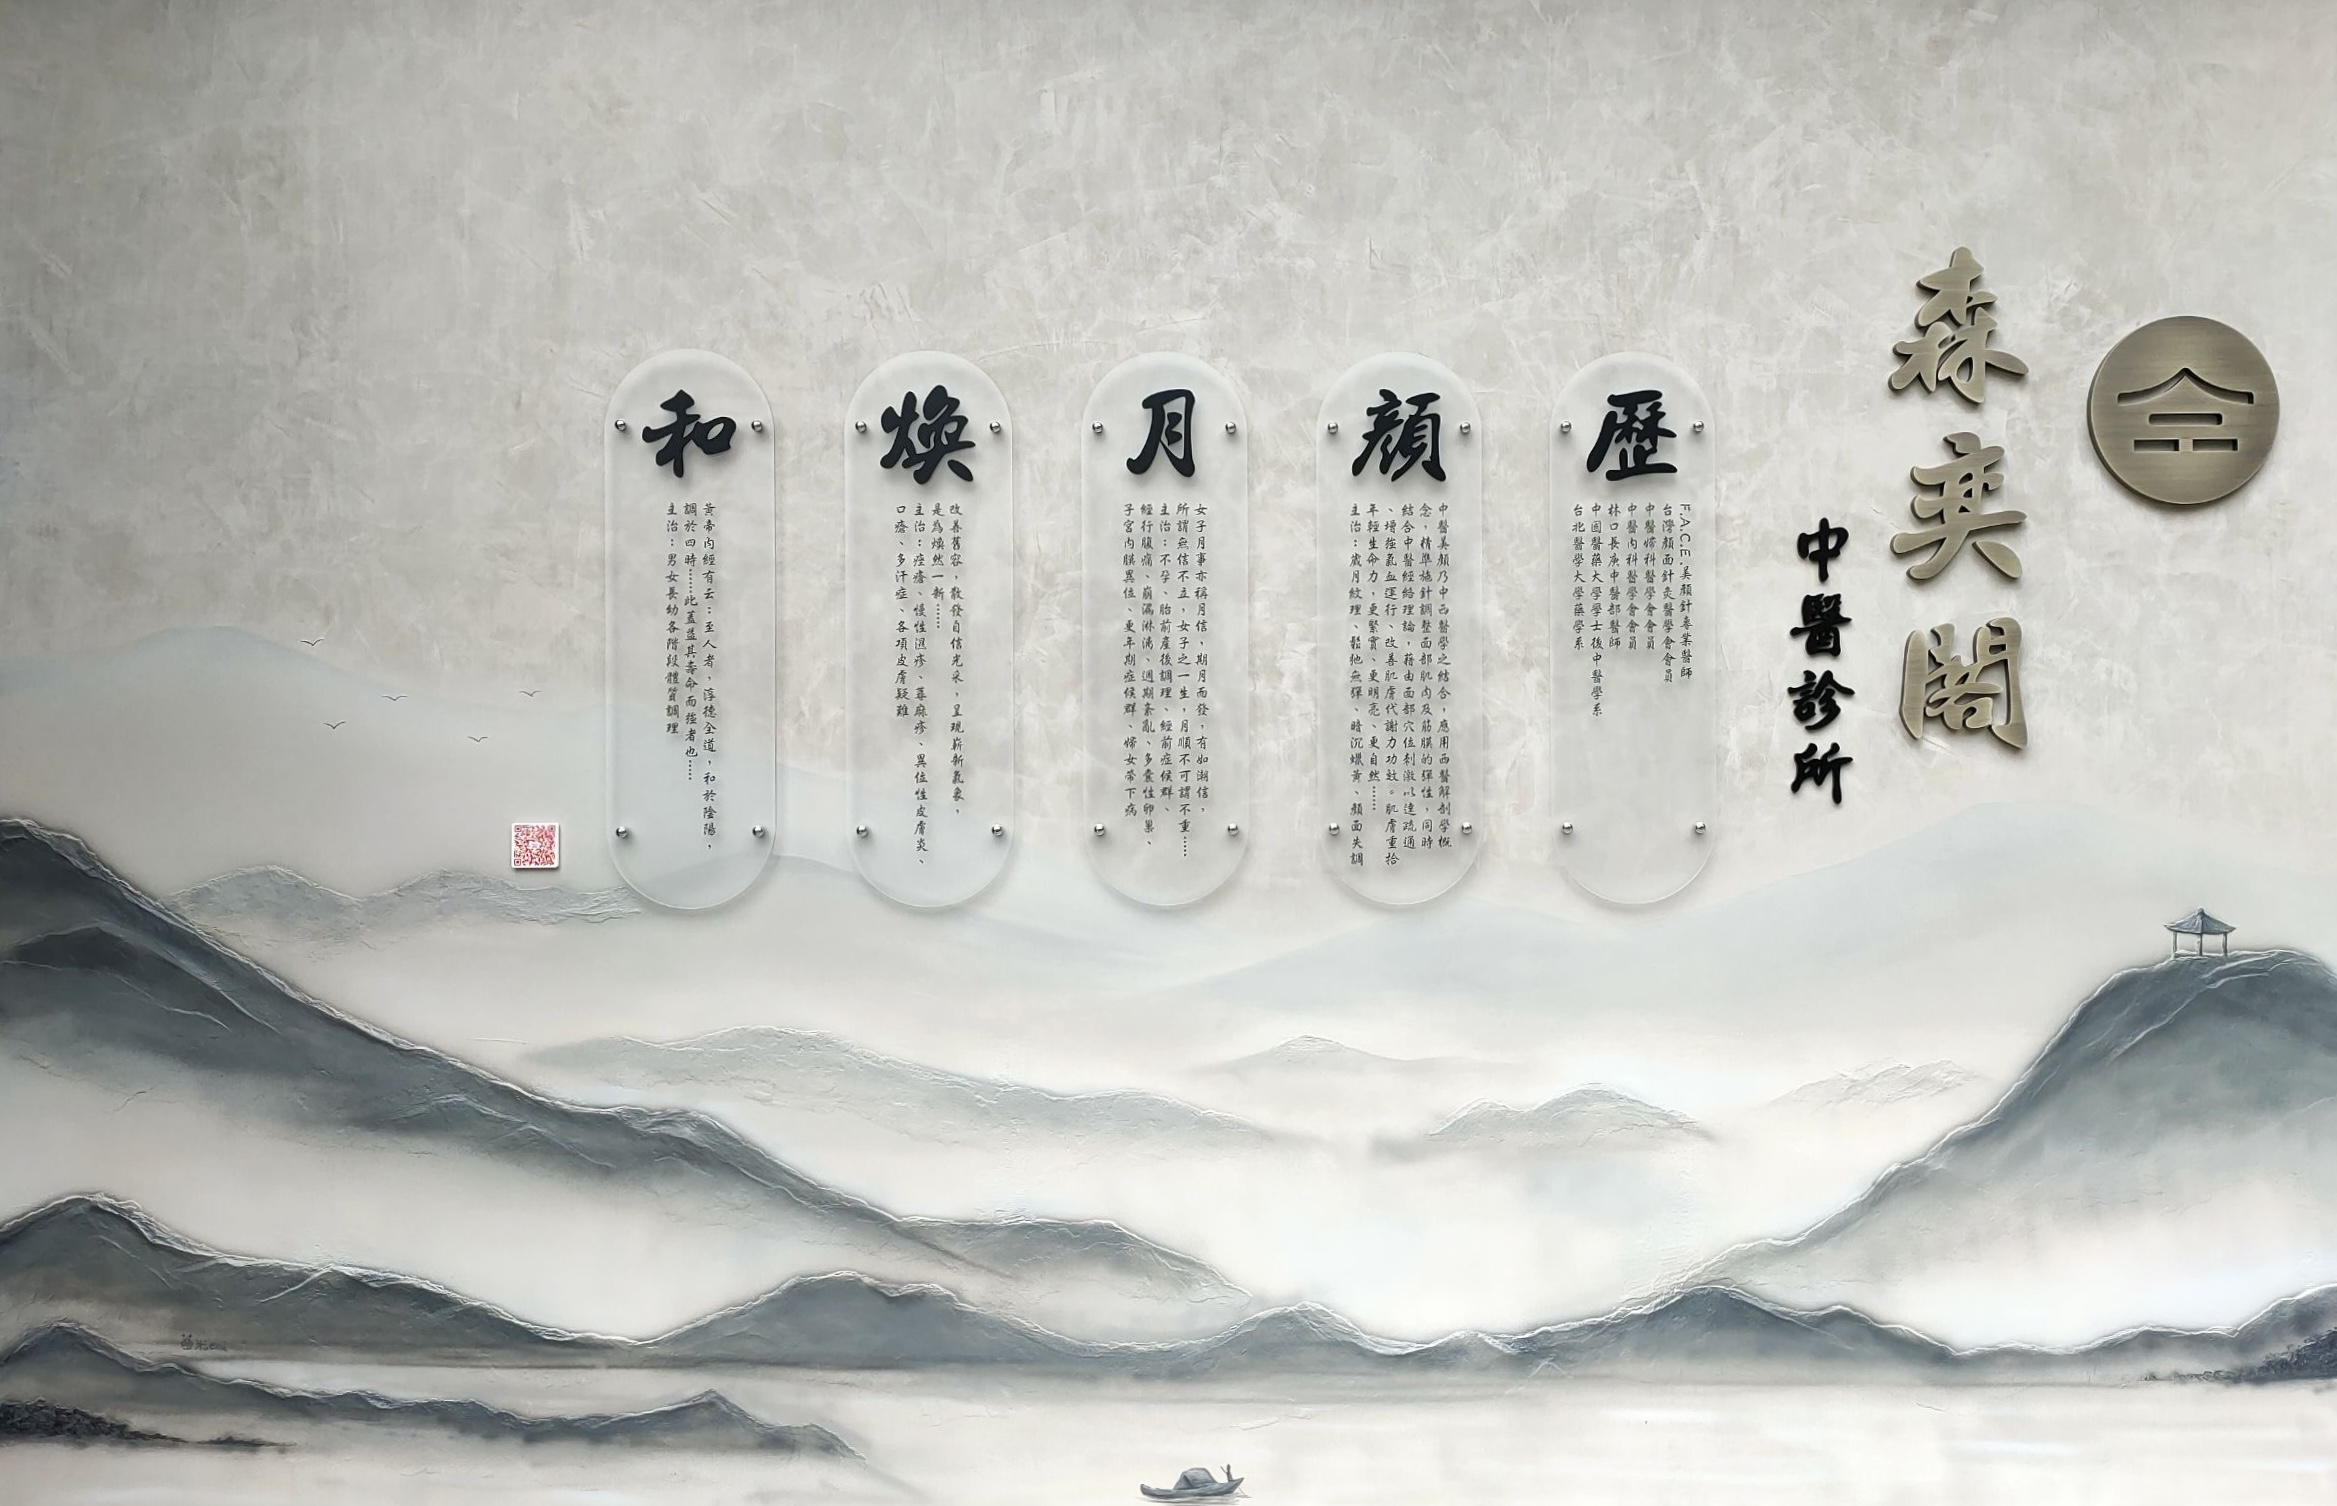 森奕閣
中醫診所
歷
F.A.C.E.美顏針專業醫師
台灣顏面針灸醫學會會員
中醫婦科醫學會會員
中醫內科醫學會會員
林口長庚中醫部醫師
中國醫藥大學學士後中醫學系
台北醫學大學藥學系
顏
中醫美顏乃中西醫學之結合，應用西醫解剖學概
念，精準施針調整面部肌肉及筋膜的彈性，同時
結合中醫經絡理論，藉由面部穴位刺激以達疏通
、增強氣血運行、改善肌膚代謝力功效。肌膚重拾
年輕生命力，更緊實、更明亮、更自然……
主治：歲月紋理、鬆弛無彈、暗沉蠟黃、顏面失調
月
女子月事亦稱月信，期月而發，有如潮信，
所謂無信不立，女子之一生，月順不可謂不重……
主治：不孕、胎前產後調理、經前症候群、
經行腹痛、崩漏淋漓、週期紊亂、多囊性卵巢、
子宮內膜異位、更年期症候群、婦女帶下病
煥
改善舊容，散發自信光采，呈現嶄新氣象，
是為煥然一新……
主治：痤瘡、慢性濕疹、蕁麻疹、異位性皮膚炎、
口瘡、多汗症、各項皮膚疑難
和
黃帝內經有云：至人者，淳德全道，和於陰陽，
調於四時……此蓋益其壽命而強者也……
主治：男女長幼各階段體質調理